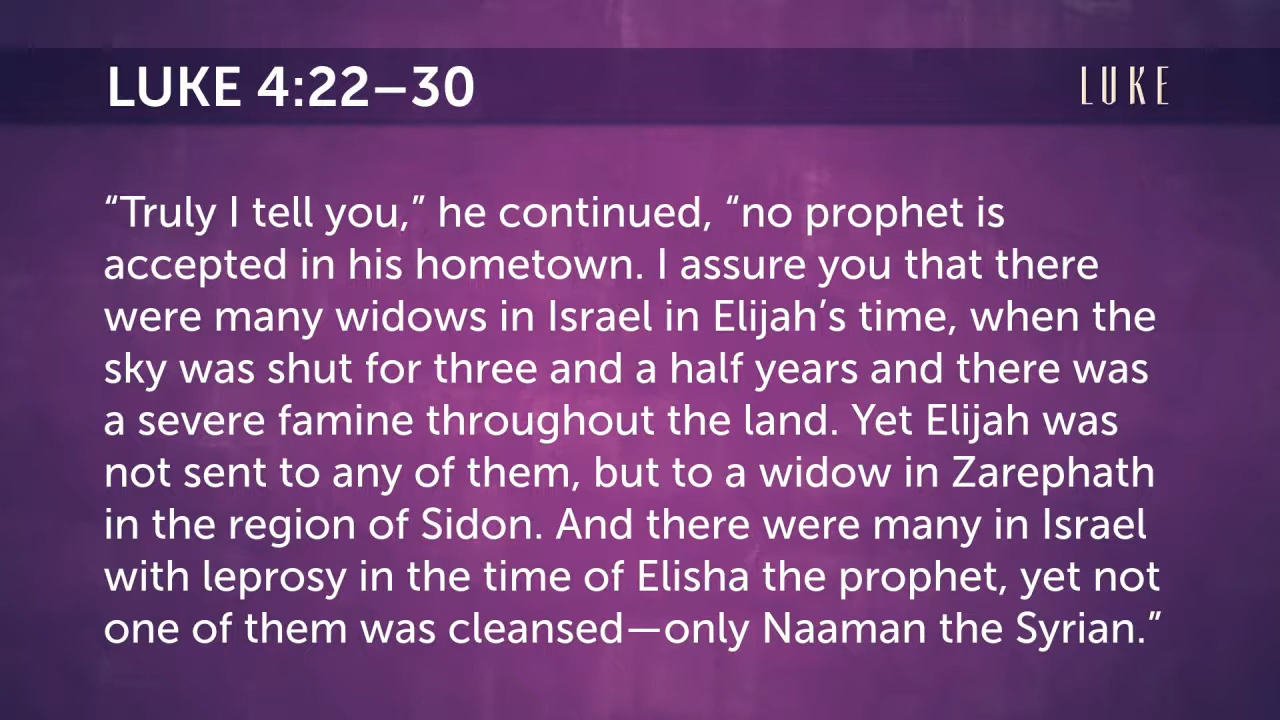 LUKE 4:22–30
LUKE
“Truly I tell you,” he continued, “no prophet is
accepted in his hometown. I assure you that there
were many widows in Israel in Elijah’s time, when the
sky was shut for three and a half years and there was
a severe famine throughout the land. Yet Elijah was
not sent to any of them, but to a widow in Zarephath
in the region of Sidon. And there were many in Israel
with leprosy in the time of Elisha the prophet, yet not
one of them was cleansed—only Naaman the Syrian.”